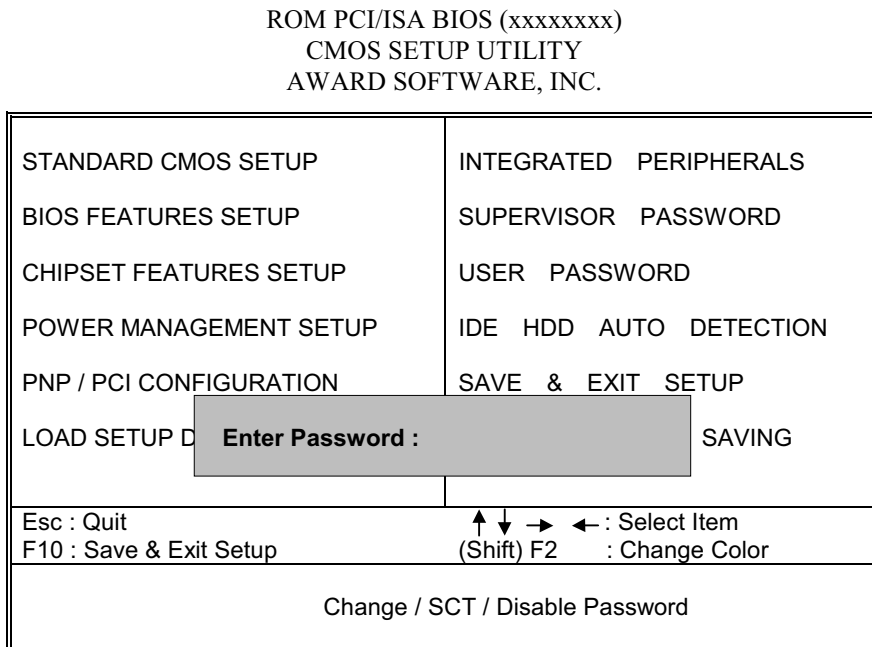 ROM PCI/ISA BIOS (xxxxxxxx)
CMOS SETUP UTILITY
AWARD SOFTWARE, INC.
STANDARD CMOS SETUP
INTEGRATED PERIPHERALS
BIOS FEATURES SETUP
SUPERVISOR PASSWORD
CHIPSET FEATURES SETUP
USER PASSWORD
POWER MANAGEMENT SETUP
IDE HDD AUTO DETECTION
PNP / PCI CONFIGURATION
SAVE & EXIT SETUP
LOAD SETUP D
Enter Password :
SAVING
Esc : Quit
↑ ↓ → ← : Select Item
F10 : Save & Exit Setup
(Shift) F2 : Change Color
Change / SCT / Disable Password